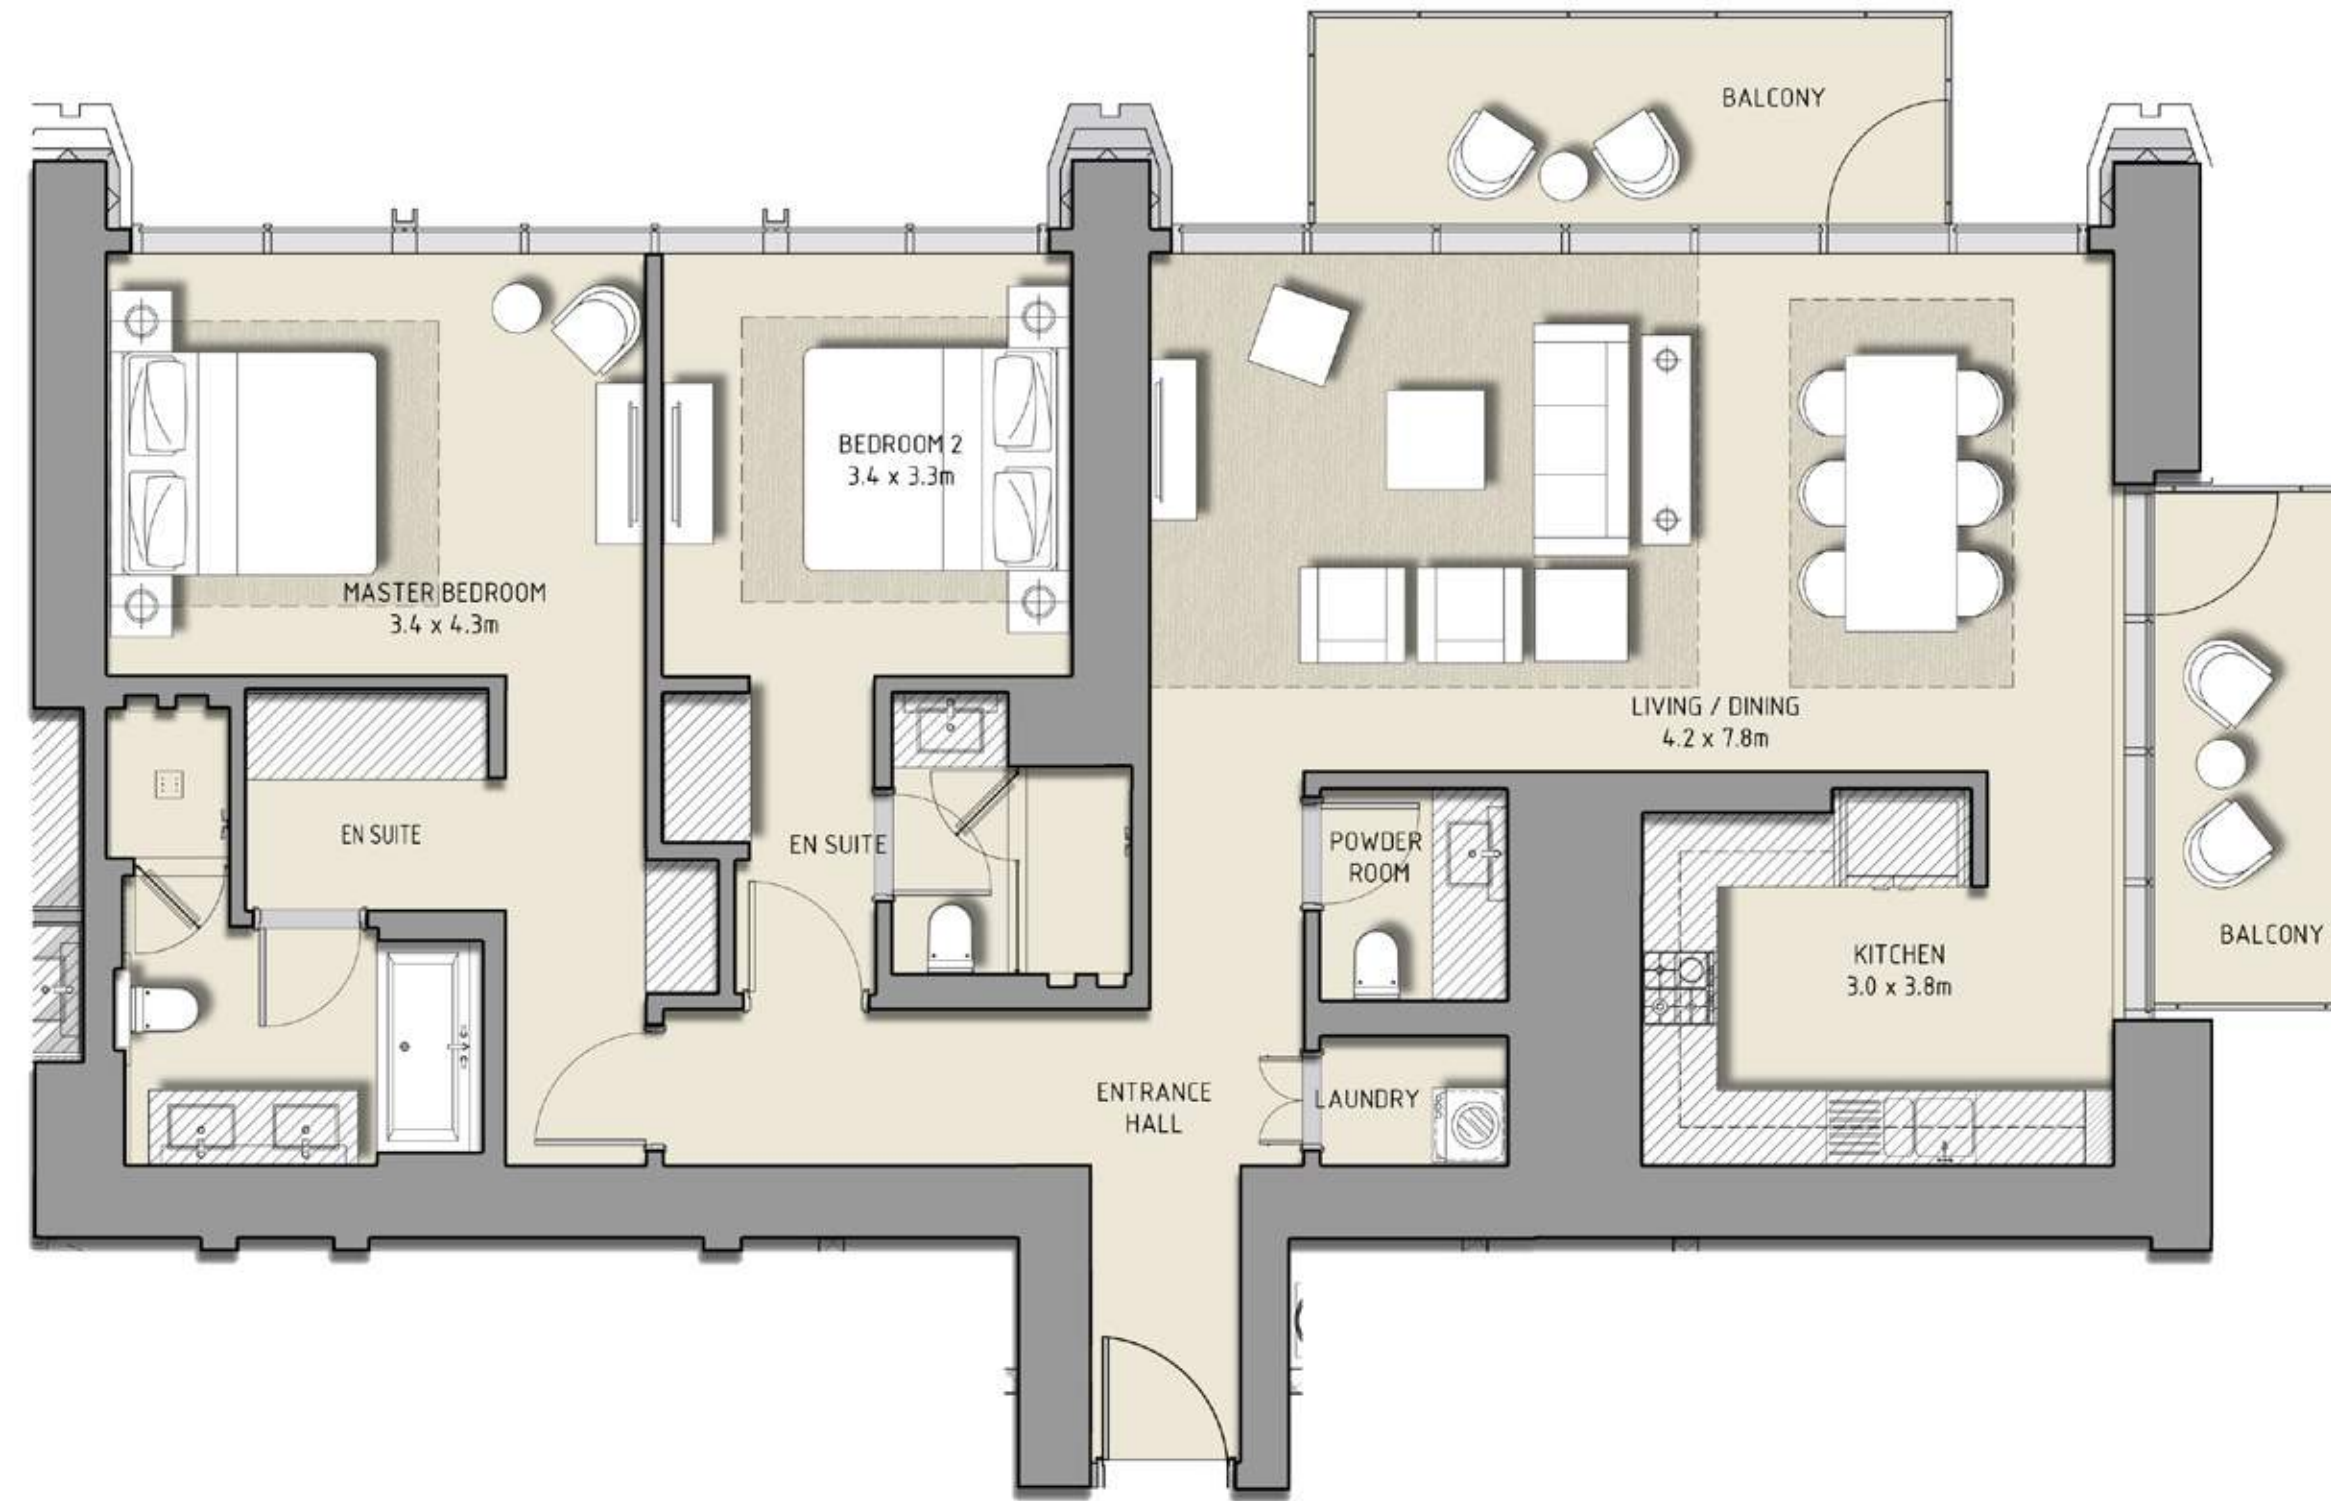 BALCONY
BEDROOM 2
3.4 x 3.3m
MASTER BEDROOM
3.4 x 4.3m
LIVING / DINING
4.2 x 7.8m
EN SUITE
EN SUITE
POWDER
ROOM
KITCHEN
3.0 x 3.8m
BALCONY
ENTRANCE
HALL
LAUNDRY